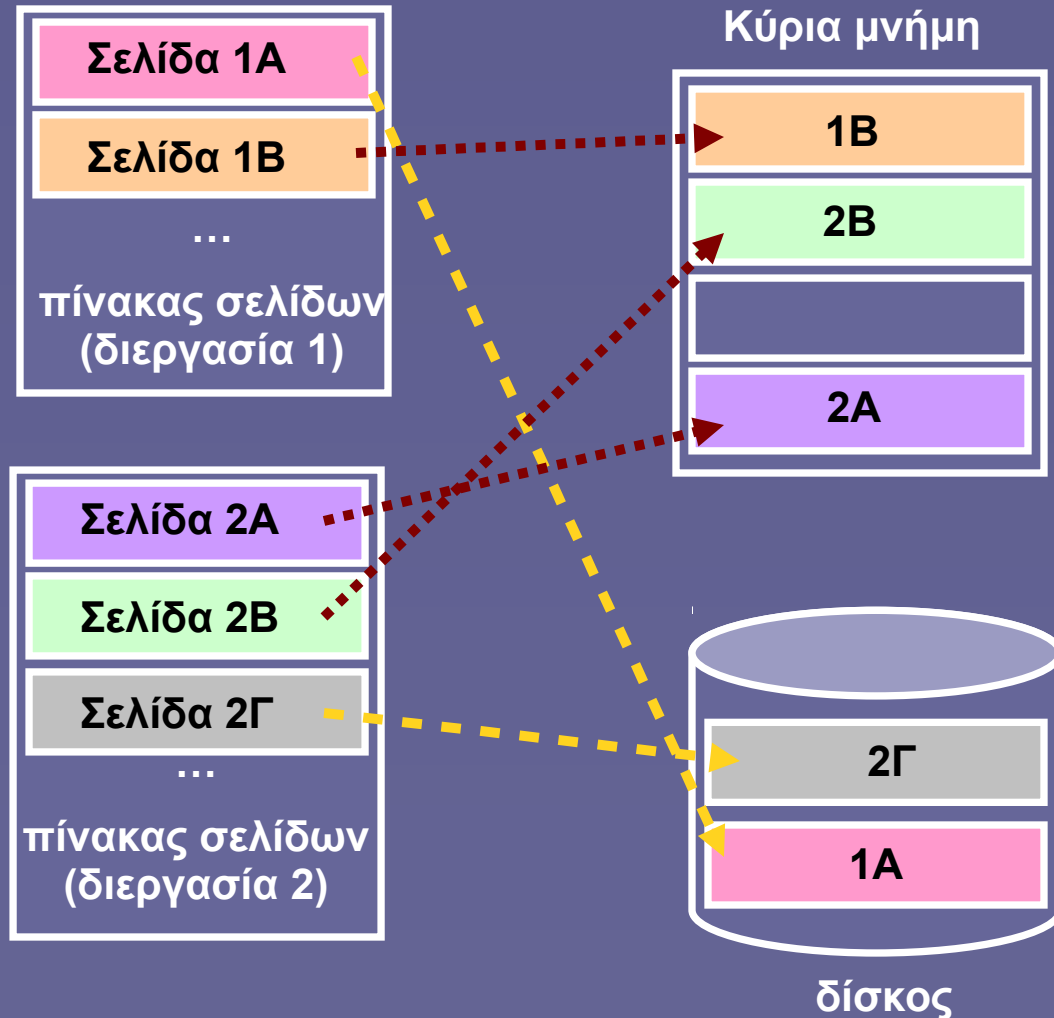 Σελίδα 1Α
Σελίδα 1Β
…
πίνακας σελίδων
(διεργασία 1)
Κύρια μνήμη
1Β
2Β
2Α
Σελίδα 2Α
Σελίδα 2Β
Σελίδα 2Γ
…
πίνακας σελίδων
(διεργασία 2)
2Γ
1Α
δίσκος